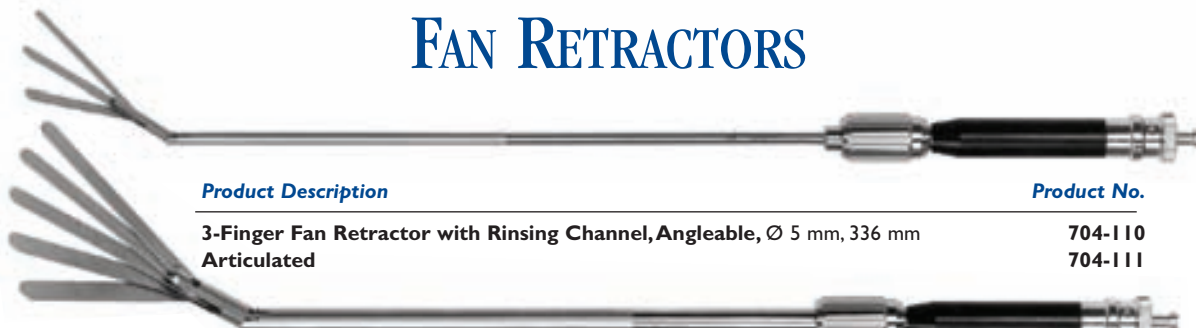 FAN RETRACTORS
Product Description Product No.
3-Finger Fan Retractor with Rinsing Channel, Angleable, Ø 5 mm, 336 mm 704-110
Articulated 704-111